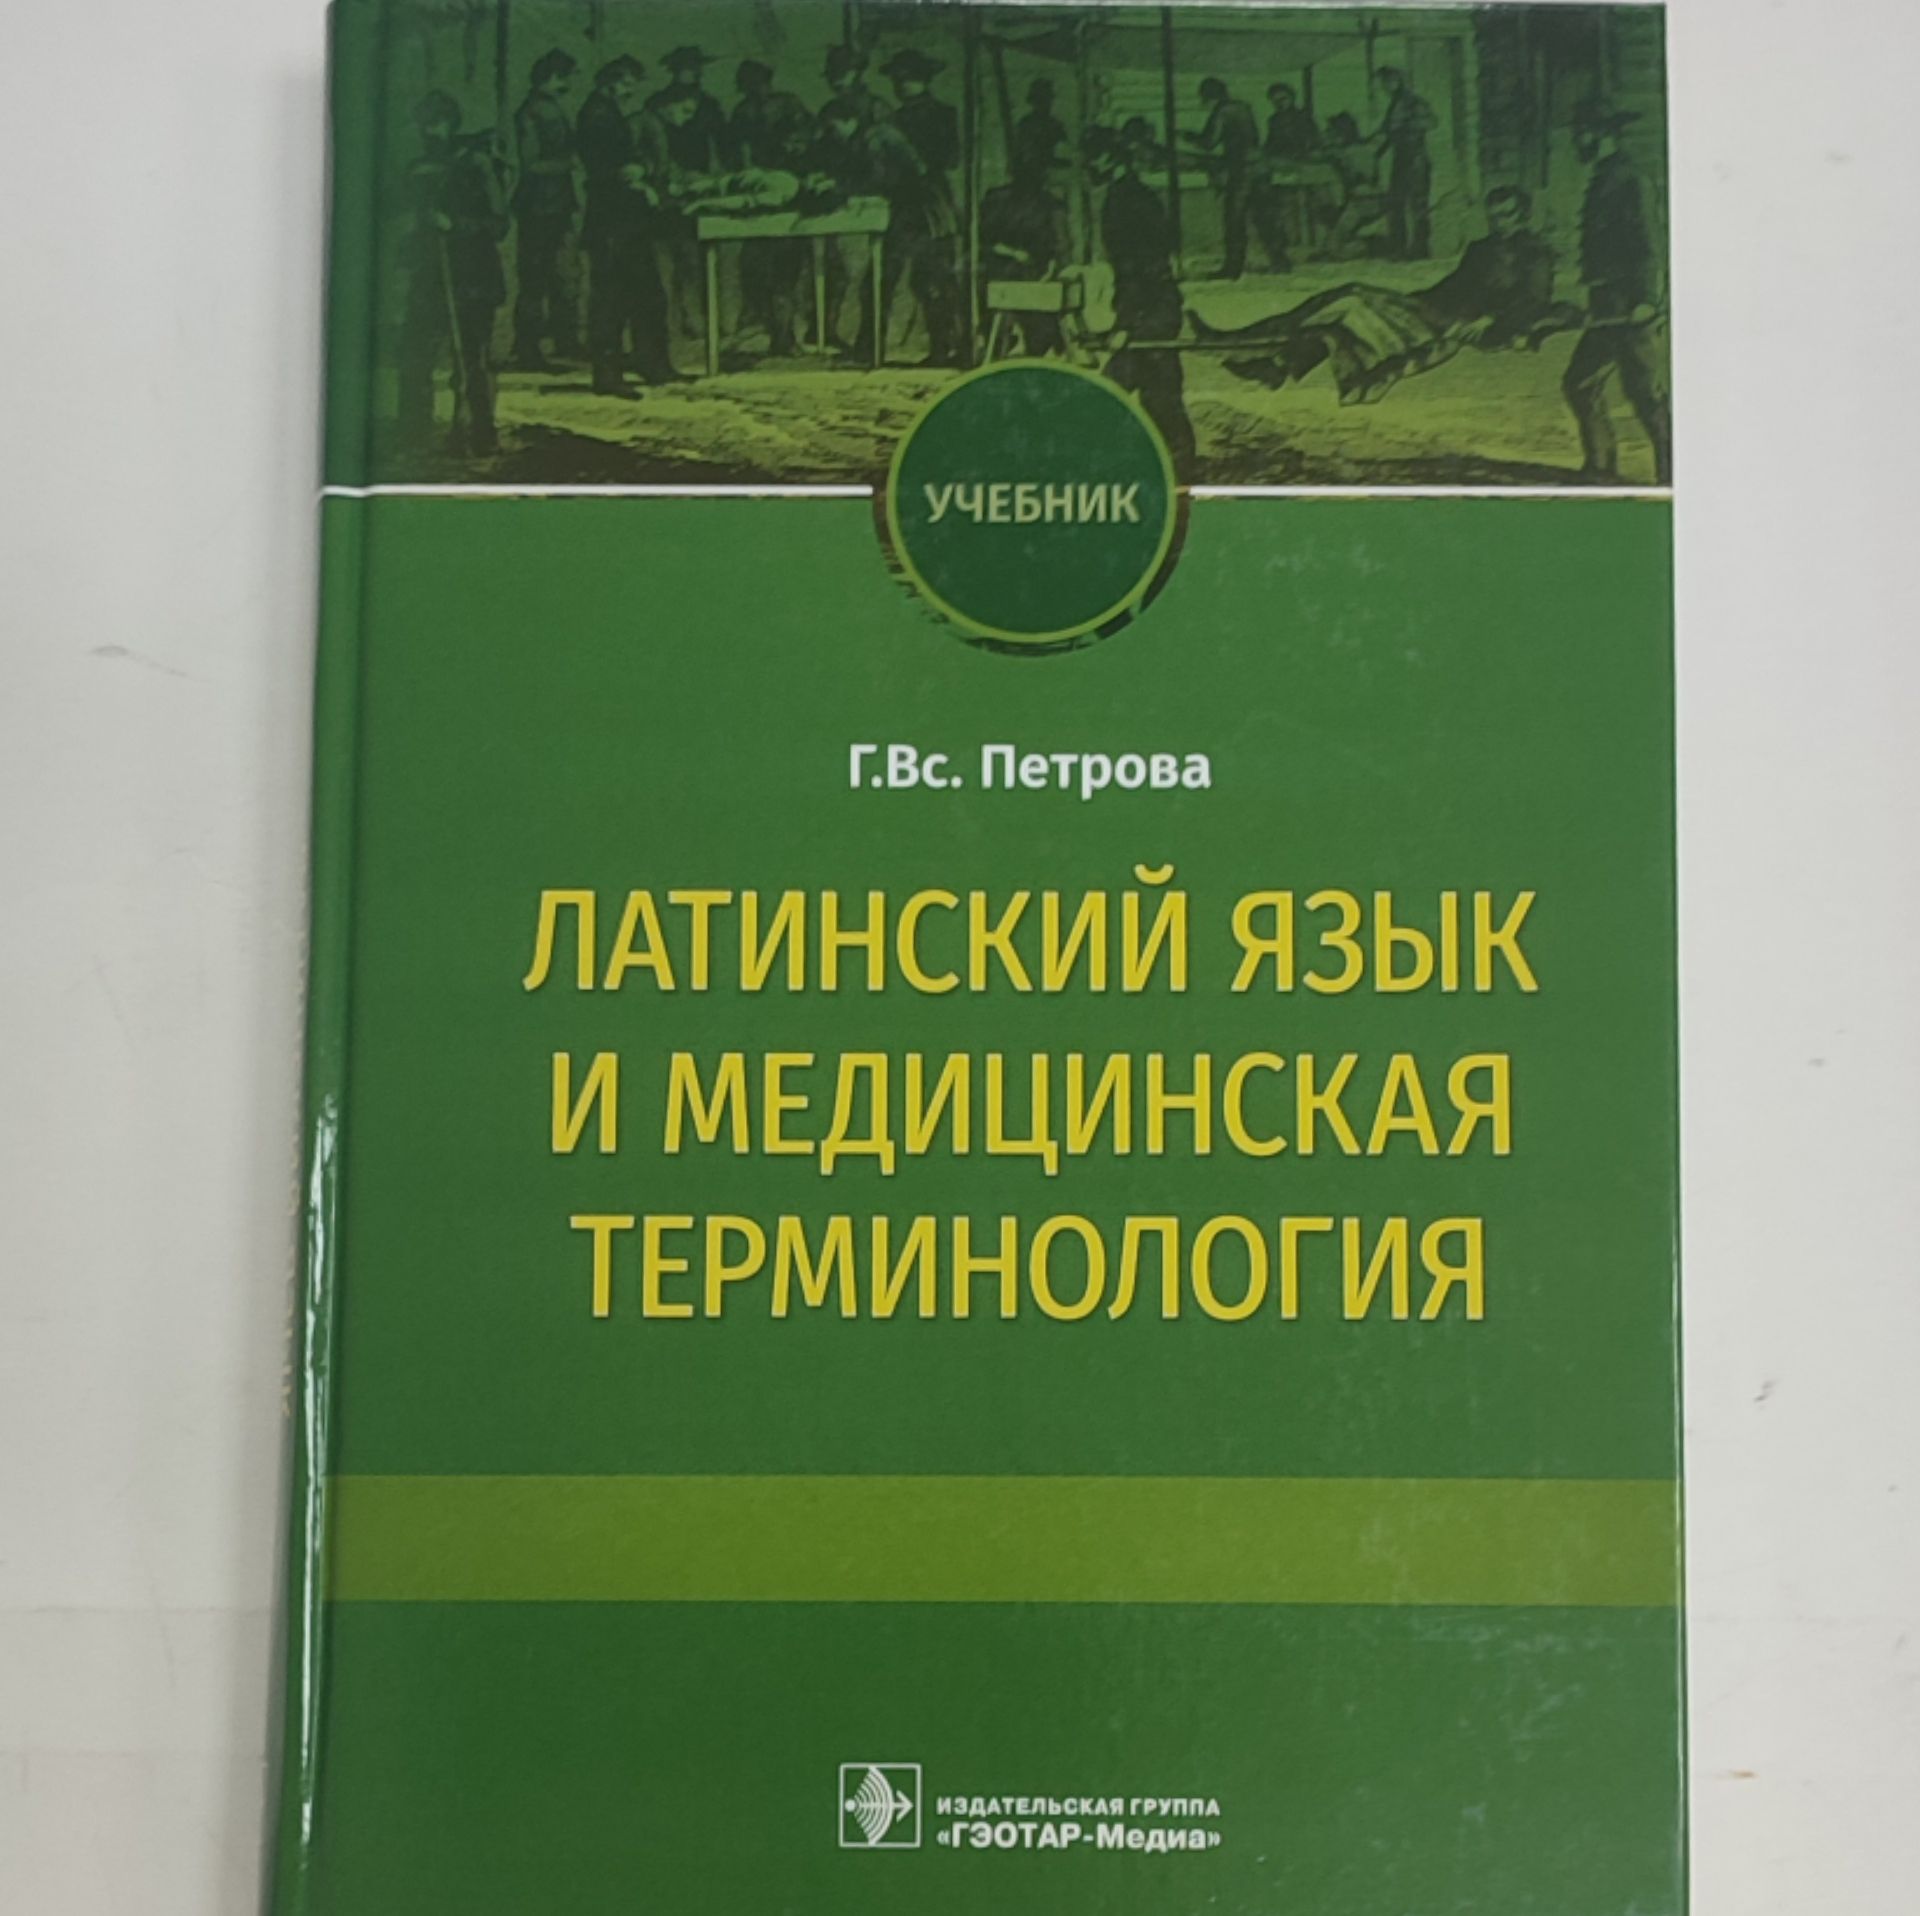 УЧЕБНИК
Г.Вс. Петрова
ЛАТИНСКИЙ ЯЗЫК
И МЕДИЦИНСКАЯ
ТЕРМИНОЛОГИЯ
ИЗДАТЕЛЬСКАЯ ГРУППА
«ГЭОТАР-Медиа»